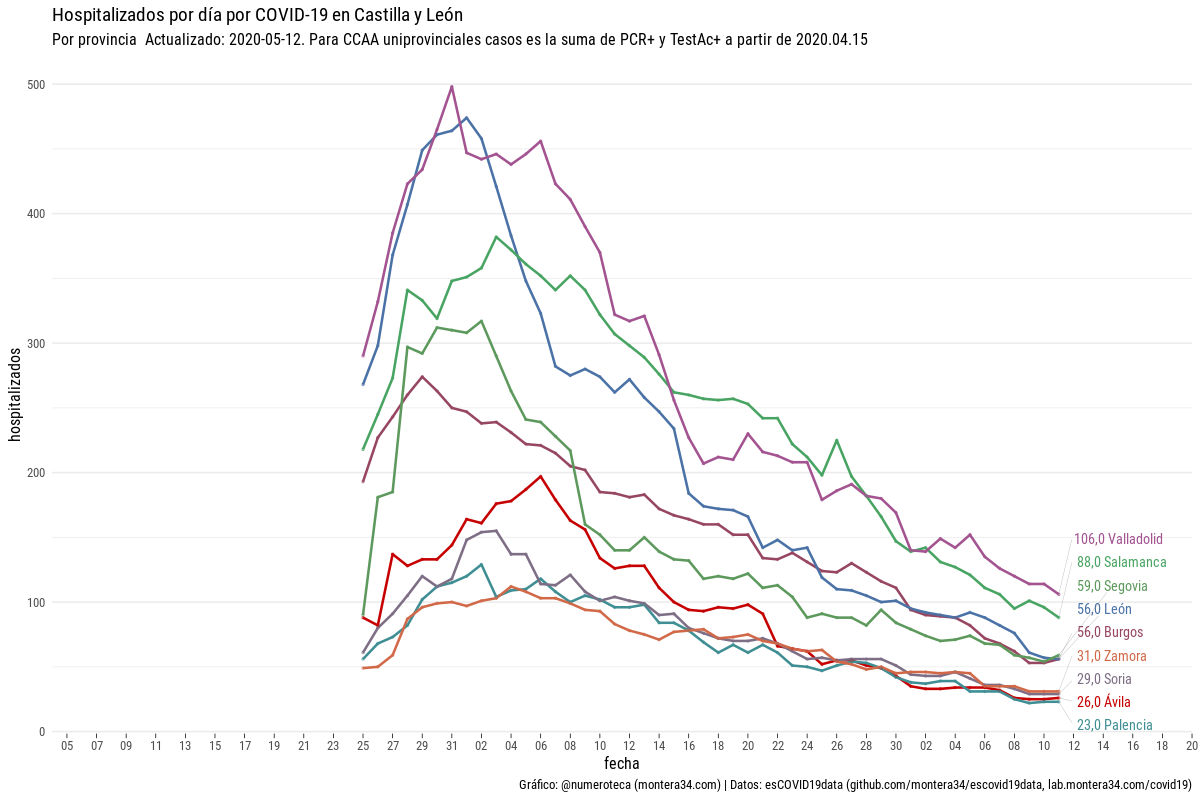 Hospitalizados por día por COVID-19 en Castilla y León
Por provincia  Actualizado: 2020-05-12. Para CCAA uniprovinciales casos es la suma de PCR+ y TestAc+ a partir de 2020.04.15
500
400
300
200
100
0
hospitalizados
106,0 Valladolid
88,0 Salamanca
59,0 Segovia
56,0 León
56,0 Burgos
31,0 Zamora
29,0 Soria
26,0 Ávila
23,0 Palencia
05 07 09 11 13 15 17 19 21 23 25 27 29 31 02 04 06 08 10 12 14 16 18 20 22 24 26 28 30 02 04 06 08 10 12 14 16 18 20
fecha
Gráfico: @numeroteca (montera34.com) | Datos: esCOVID19data (github.com/montera34/escovid19data, lab.montera34.com/covid19)